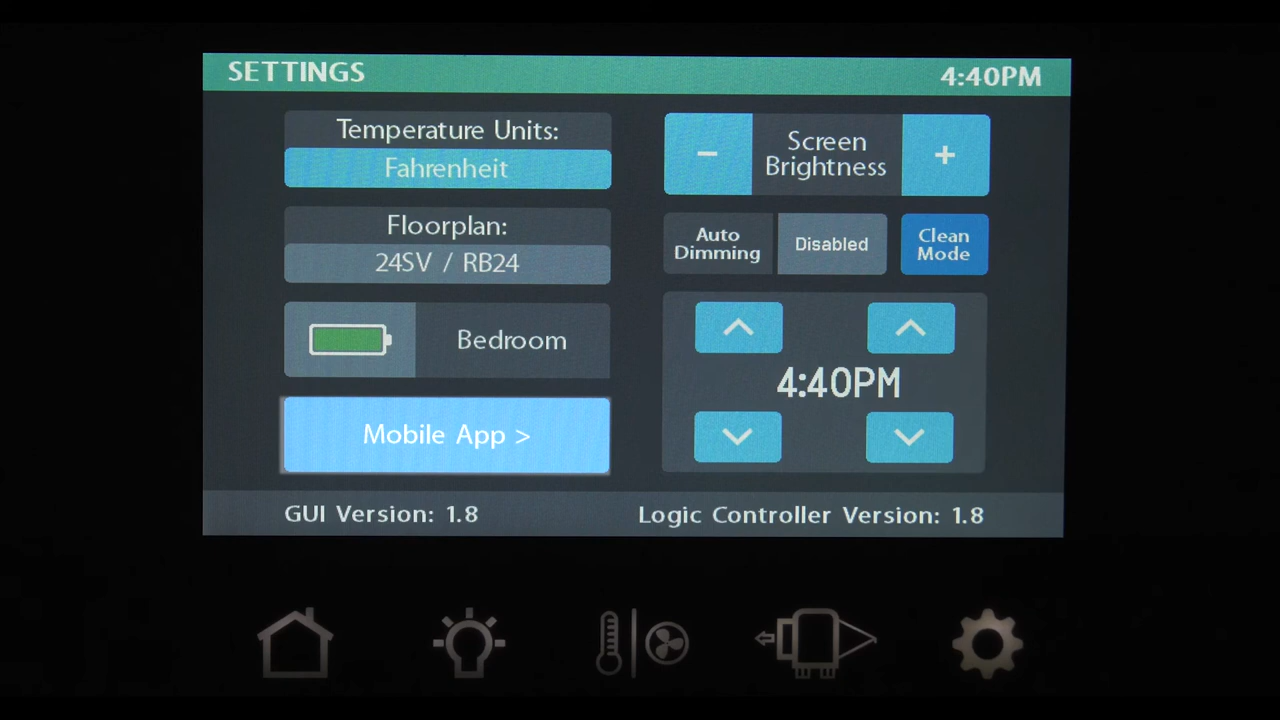 SETTINGS
4:40PM
Temperature Units:
Fahrenheit
Floorplan:
24SV / RB24
Bedroom
Mobile App >
Screen
Brightness
Auto
Dimming
Disabled
Clean
Mode
4:40PM
GUI Version: 1.8
Logic Controller Version: 1.8